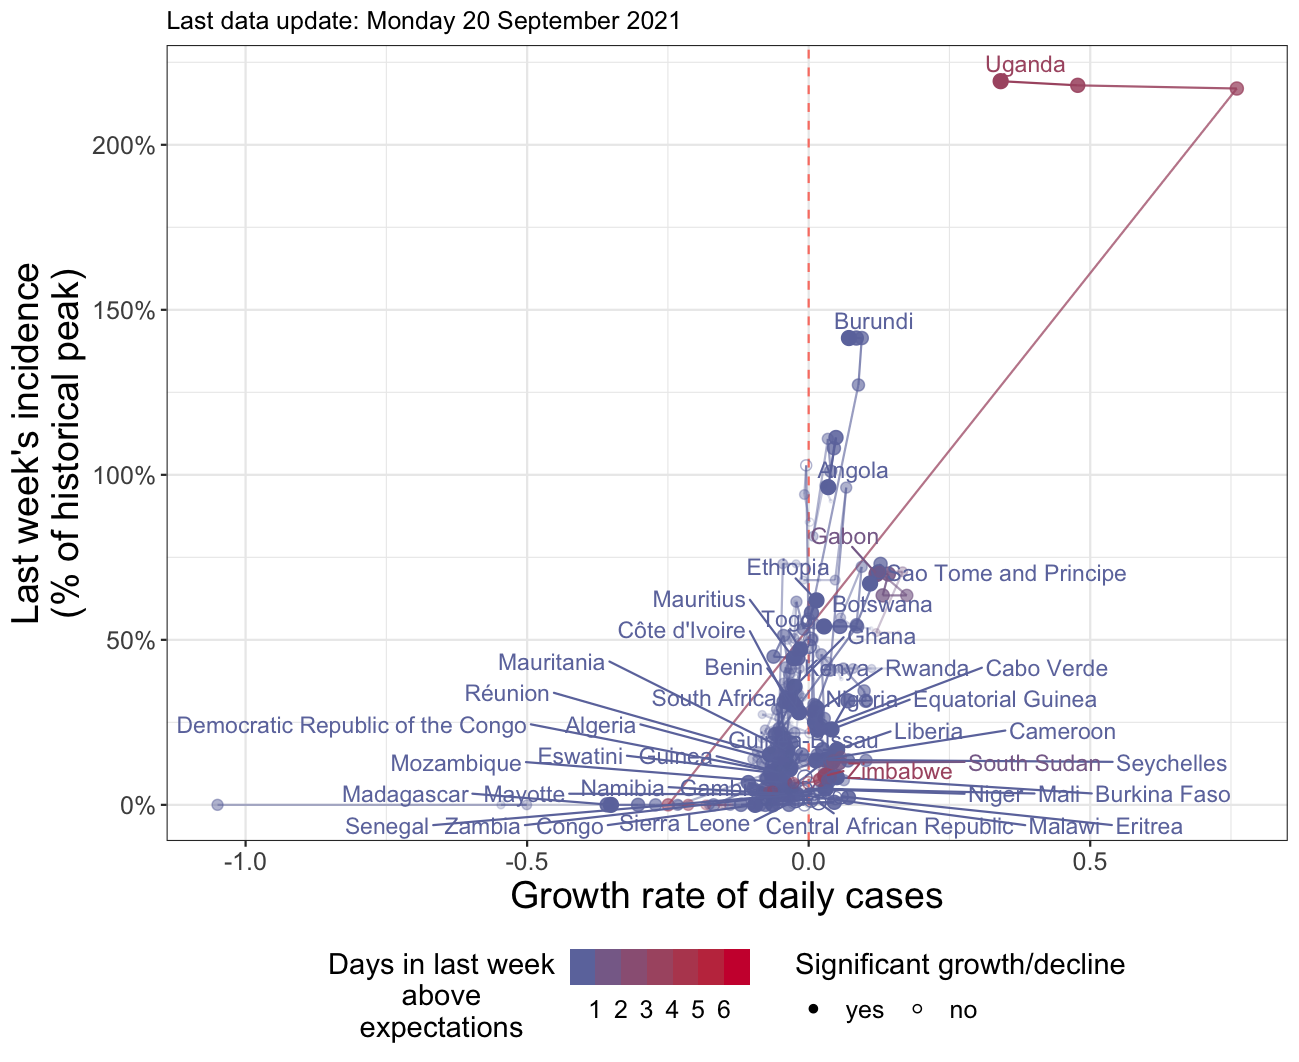 Last data update: Monday 20 September 2021
Last week's incidence
(% of historical peak)
200%
150%
100%
50%
0%
Uganda
Burundi
Angola
Gabon
Ethiopia
Sao Tome and Principe
Mauritius
Botswana
Togo
Côte d'Ivoire
Ghana
Mauritania
Benin
Kenya
Rwanda
Cabo Verde
Réunion
South Africa
Nigeria
Equatorial Guinea
Democratic Republic of the Congo
Algeria
Guinea-Bissau
Liberia
Cameroon
Mozambique
Eswatini
Guinea
Zimbabwe
South Sudan
Seychelles
Madagascar
Mayotte
Namibia
Niger
Mali
Burkina Faso
Senegal
Zambia
Congo
Sierra Leone
Central African Republic
Malawi
Eritrea
-1.0
-0.5
0.0
0.5
Growth rate of daily cases
Days in last week
above
expectations
1 2 3 4 5 6
Significant growth/decline
yes
no